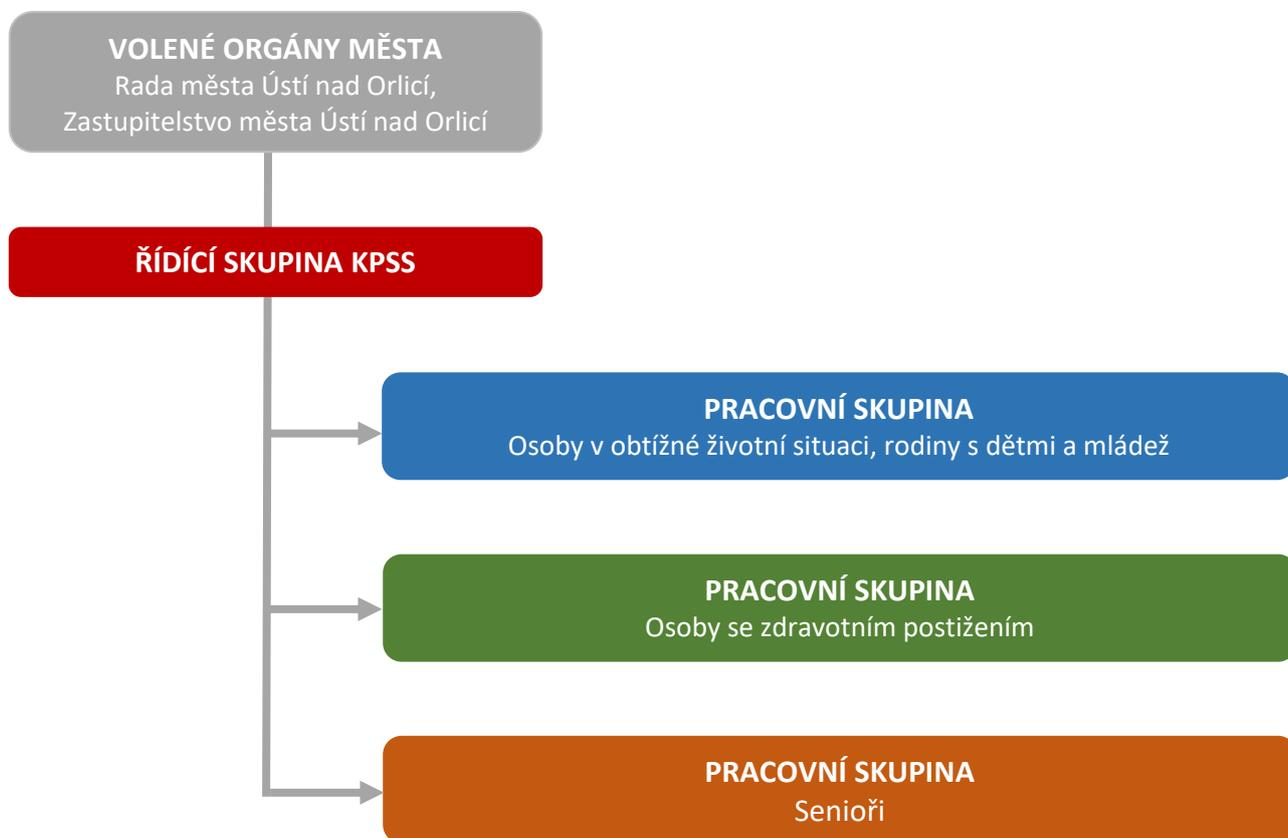 VOLENÉ ORGÁNY MĚSTA
Rada města Ústí nad Orlicí,
Zastupitelstvo města Ústí nad Orlicí
ŘÍDÍCÍ SKUPINA KPSS
PRACOVNÍ SKUPINA
Osoby v obtížné životní situaci, rodiny s dětmi a mládež
PRACOVNÍ SKUPINA
Osoby se zdravotním postižením
PRACOVNÍ SKUPINA
Senioři